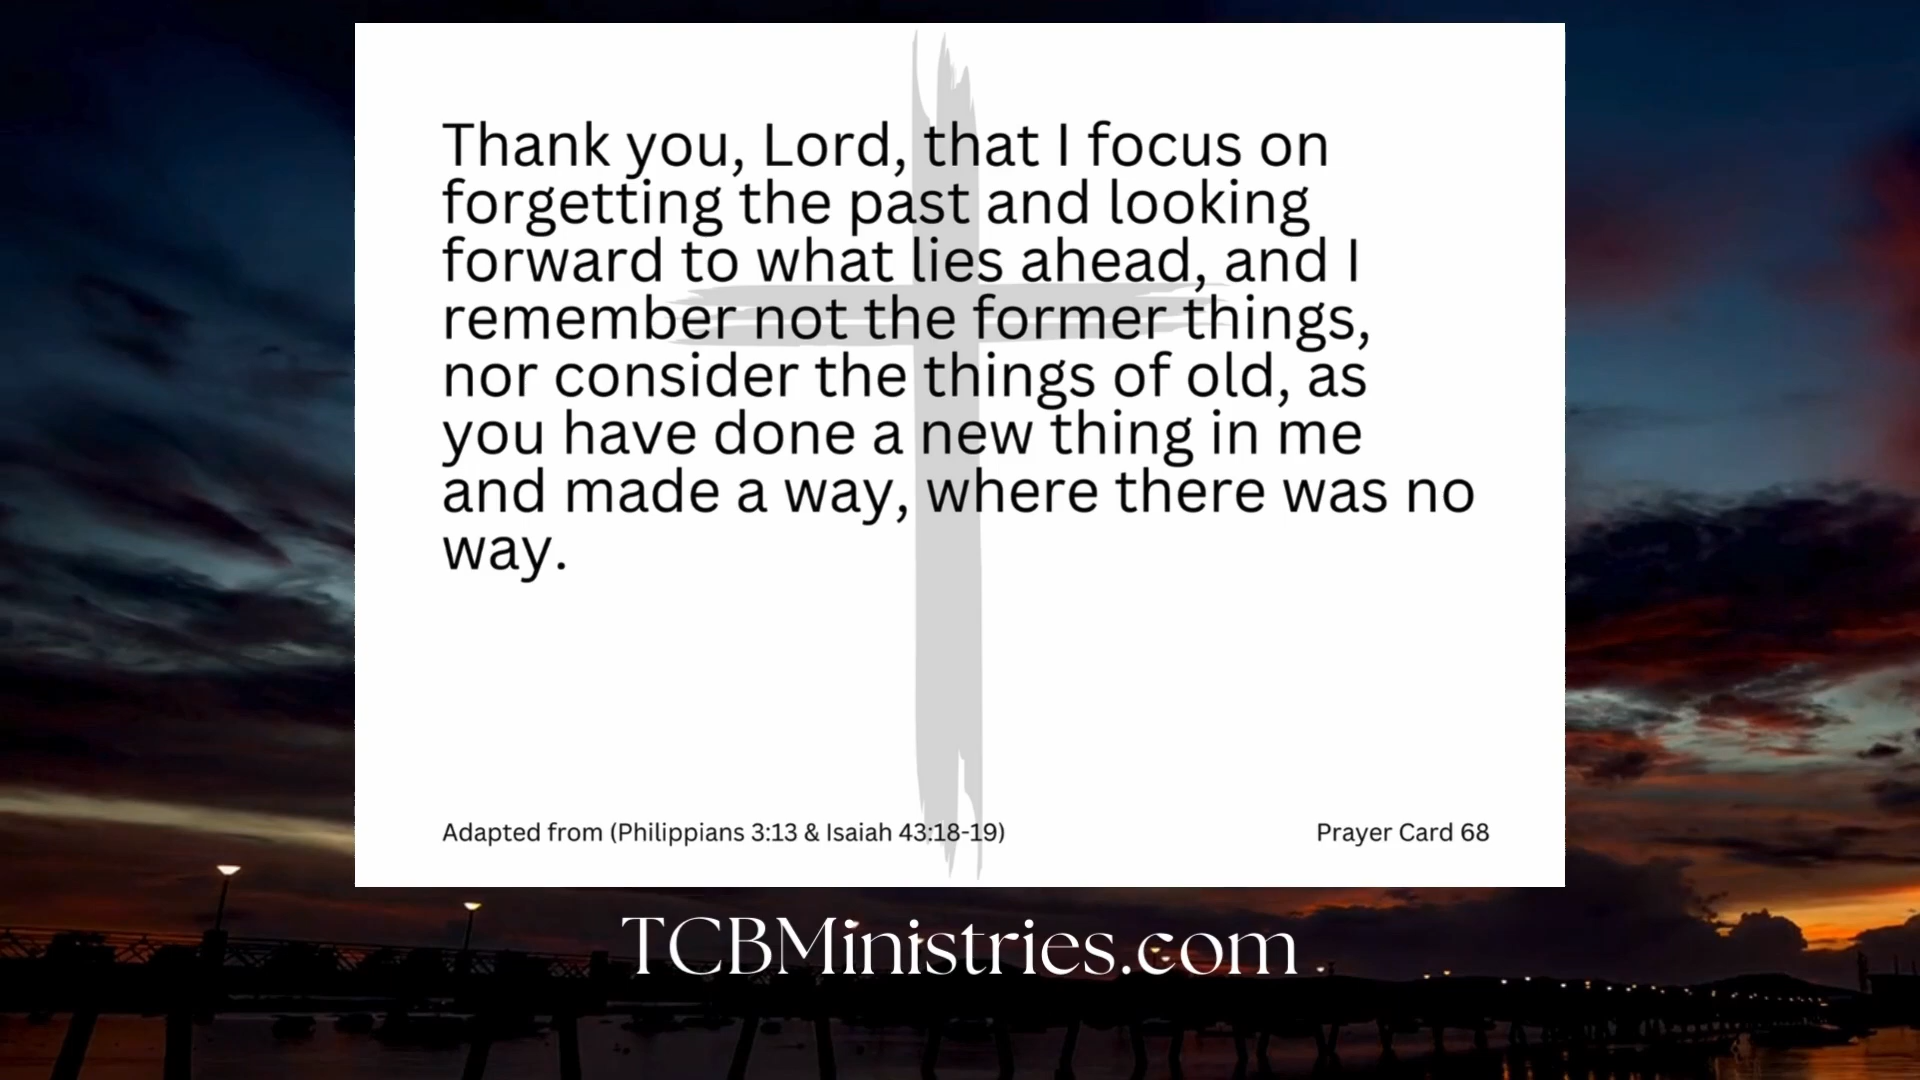 Thank you, Lord, that I focus on
forgetting the past and looking
forward to what lies ahead, and I
remember not the former things,
nor consider the things of old, as
you have done a new thing in me
and made a way, where there was no
way.
Adapted from (Philippians 3:13 & Isaiah 43:18-19)
Prayer Card 68
TCBMinistries.com